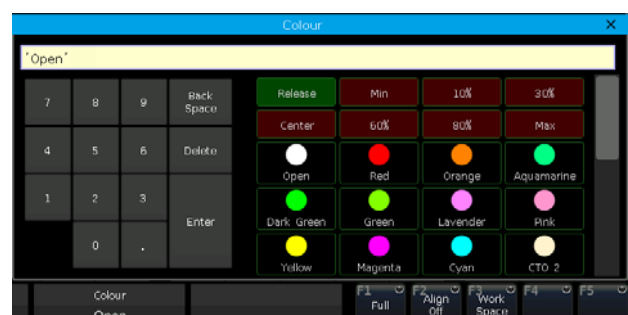 Colour ×
'Open'
7 8 9 Back Space Release Min 10% 30%
Center 60% 80% Max
4 5 6 Delete
Open Red Orange Aquamarine
1 2 3 Enter
Dark Green Green Lavender Pink
0 .
Yellow Magenta Cyan CTO 2
Colour F1 Full F2 Align Off F3 Work Space F4 F5
Open